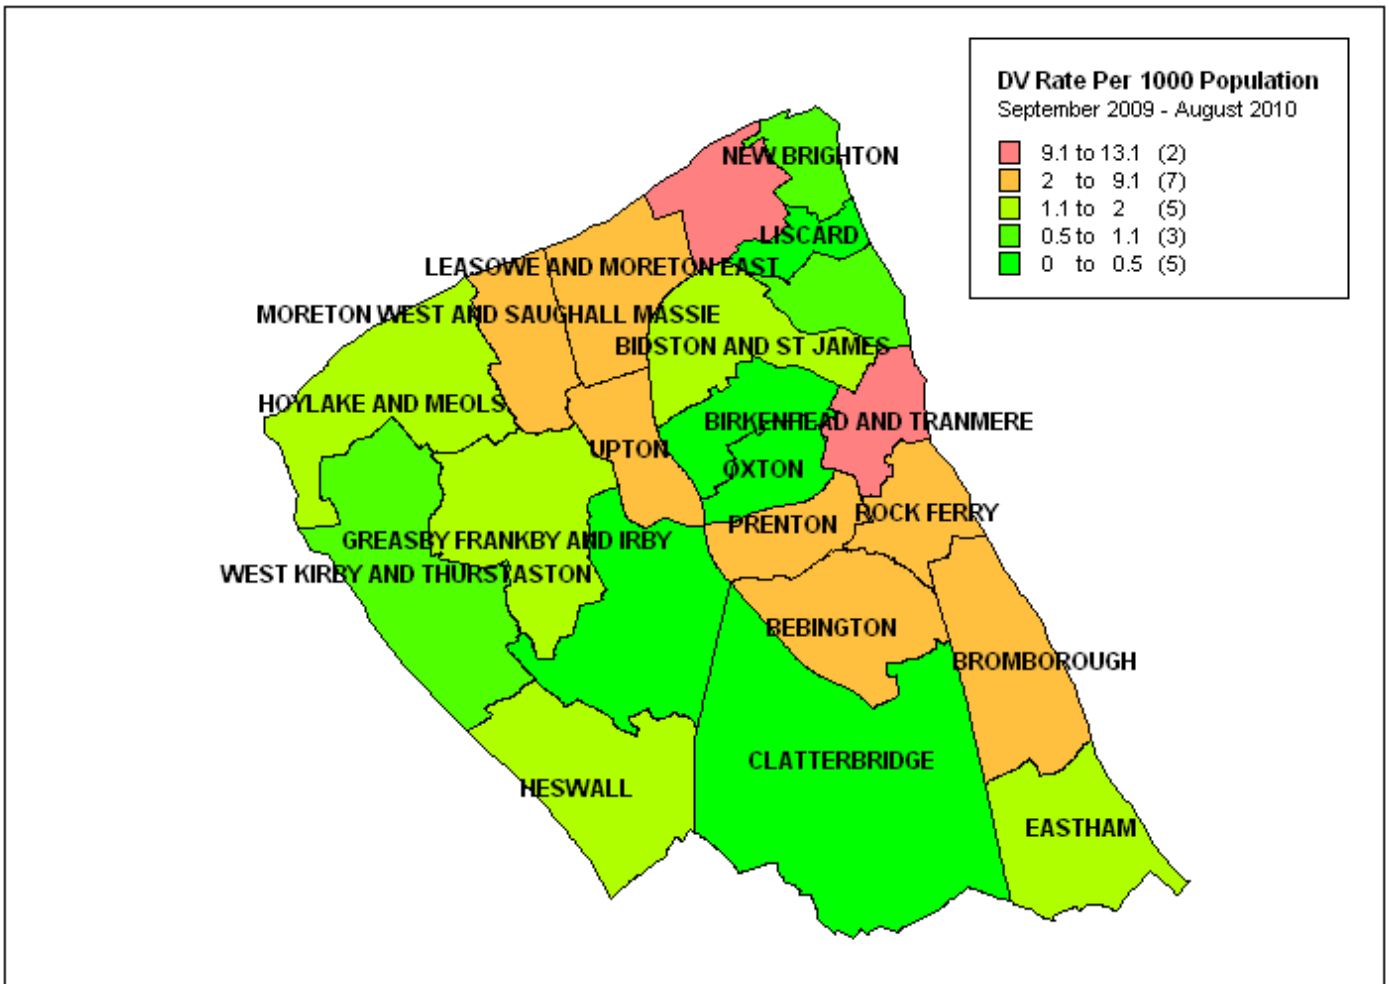 DV Rate Per 1000 Population
September 2009 - August 2010
9.1 to 13.1 (2)
2 to 9.1 (7)
1.1 to 2 (5)
0.5 to 1.1 (3)
0 to 0.5 (5)
NEW BRIGHTON
LISCARD
LEASOWE AND MORETON EAST
MORETON WEST AND SAUGHALL MASSIE
BIDSTON AND ST JAMES
HOYLAKE AND MEOLS
BIRKENHEAD AND TRANMERE
UPTON
OXTON
ROCK FERRY
PRENTON
GREASBY FRANKBY AND IRBY
WEST KIRBY AND THURSTASTON
BEBINGTON
BROMBOROUGH
CLATTERBRIDGE
HESWALL
EASTHAM